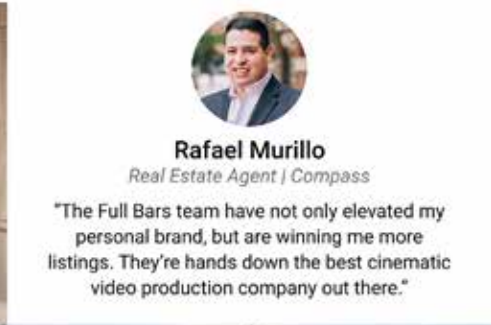 Rafael Murillo
Real Estate Agent | Compass
"The Full Bars team have not only elevated my
personal brand, but are winning me more
listings. They're hands down the best cinematic
video production company out there."